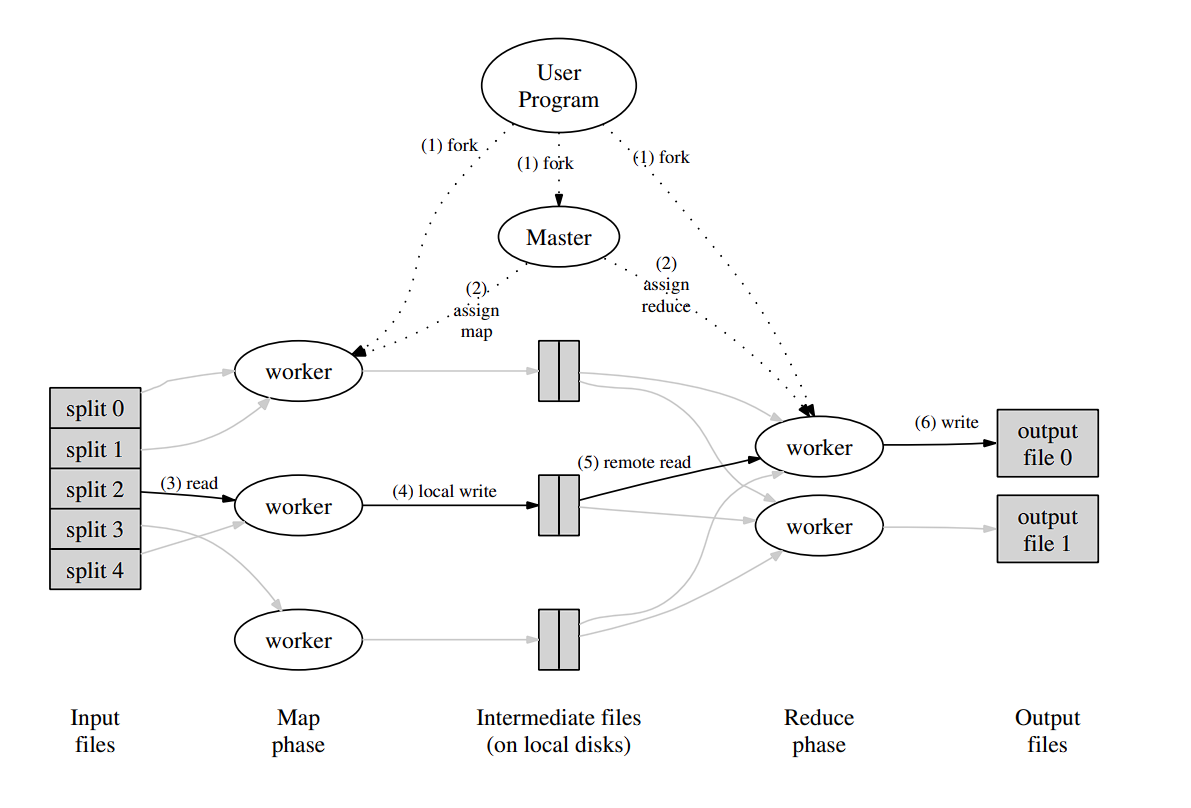 User
Program
(1) fork
(1) fork
(1) fork
Master
(2)
assign
map
(2)
assign
reduce
worker
split 0
split 1
split 2
split 3
split 4
(3) read
worker
(4) local write
worker
(5) remote read
worker
(6) write
worker
output
file 0
output
file 1
Input
files
Map
phase
Intermediate files
(on local disks)
Reduce
phase
Output
files